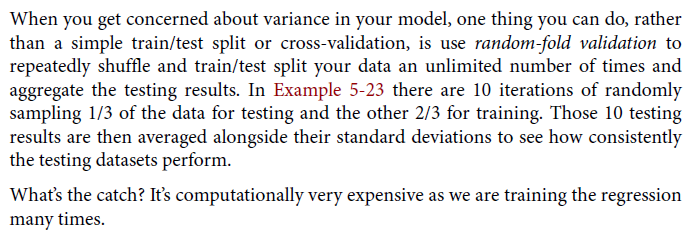 When you get concerned about variance in your model, one thing you can do, rather
than a simple train/test split or cross-validation, is use random-fold validation to
repeatedly shuffle and train/test split your data an unlimited number of times and
aggregate the testing results. In Example 5-23 there are 10 iterations of randomly
sampling 1/3 of the data for testing and the other 2/3 for training. Those 10 testing
results are then averaged alongside their standard deviations to see how consistently
the testing datasets perform.
What’s the catch? It’s computationally very expensive as we are training the regression
many times.